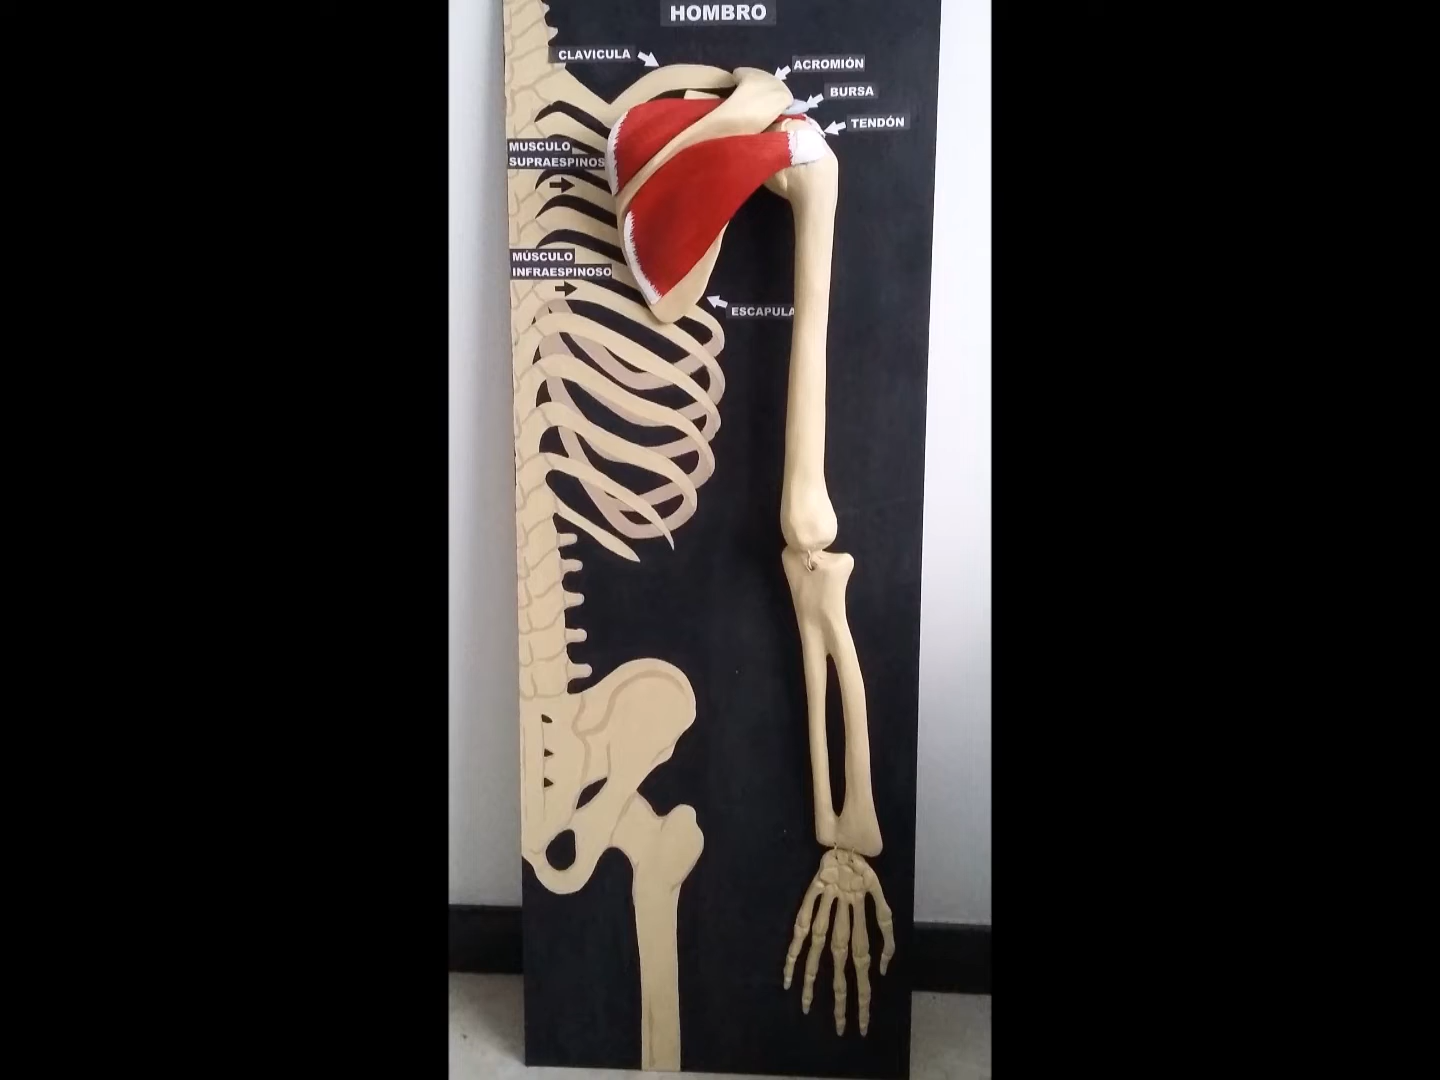 HOMBRO
CLAVICULA
ACROMIÓN
BURSA
TENDÓN
MUSCULO
SUPRAESPINOS
MÚSCULO
INFRAESPINOSO
ESCAPULA